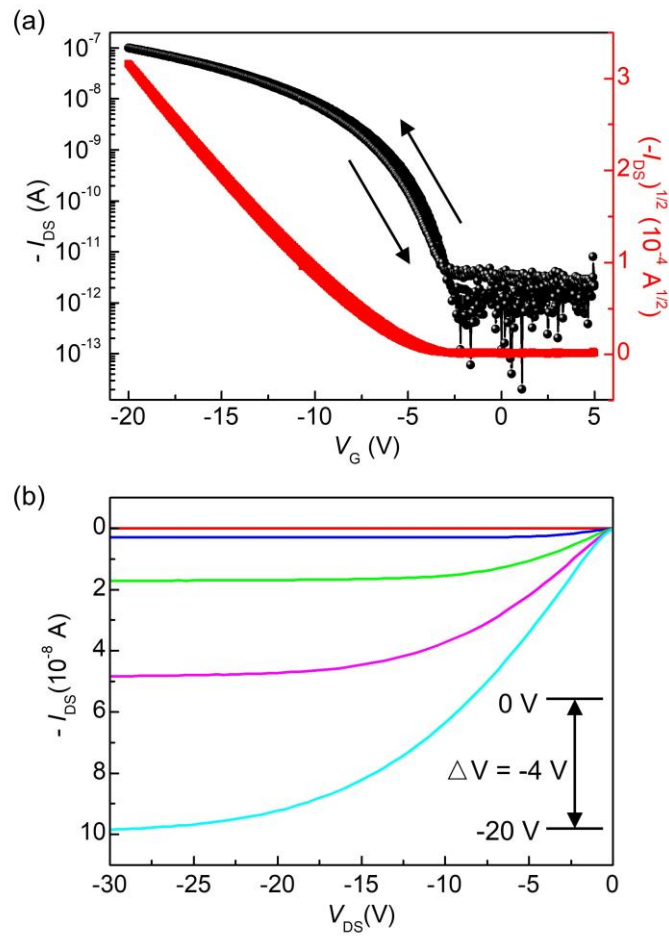 (a)
10⁻⁷
10⁻⁸
10⁻⁹
10⁻¹⁰
10⁻¹¹
10⁻¹²
10⁻¹³
- I_DS (A)
3
2
1
0
(-I_DS)^1/2 (10⁻⁴ A^1/2)
-20 -15 -10 -5 0 5
V_G (V)
(b)
0
2
4
6
8
10
- I_DS(10⁻⁸ A)
0 V
△V = -4 V
-20 V
-30 -25 -20 -15 -10 -5 0
V_DS(V)